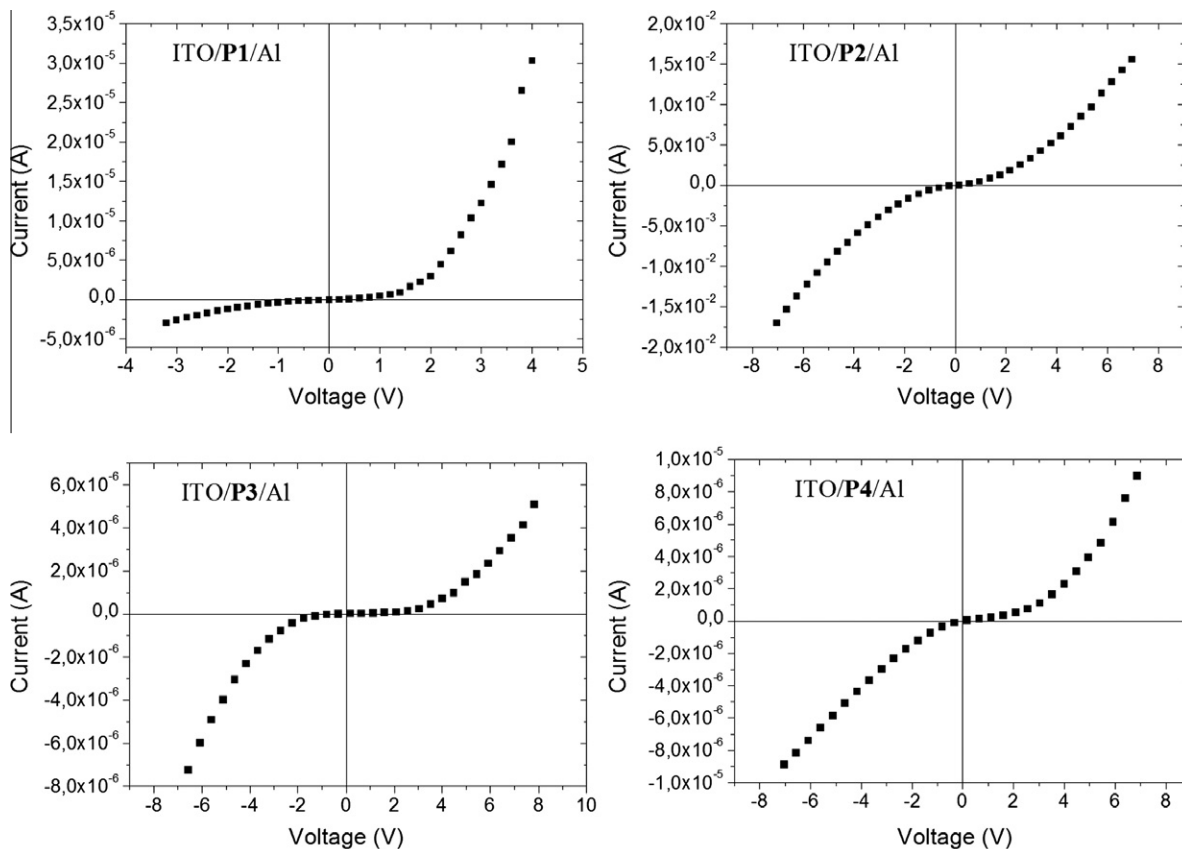 ITO/P1/Al
Current (A)
3,5x10⁻⁵
3,0x10⁻⁵
2,5x10⁻⁵
2,0x10⁻⁵
1,5x10⁻⁵
1,0x10⁻⁵
5,0x10⁻⁶
0,0
-5,0x10⁻⁶
-4 -3 -2 -1 0 1 2 3 4 5
Voltage (V)
ITO/P2/Al
Current (A)
2,0x10⁻²
1,5x10⁻²
1,0x10⁻²
5,0x10⁻³
0,0
-5,0x10⁻³
-1,0x10⁻²
-1,5x10⁻²
-2,0x10⁻²
-8 -6 -4 -2 0 2 4 6 8
Voltage (V)
ITO/P3/Al
Current (A)
6,0x10⁻⁶
4,0x10⁻⁶
2,0x10⁻⁶
0,0
-2,0x10⁻⁶
-4,0x10⁻⁶
-6,0x10⁻⁶
-8,0x10⁻⁶
-8 -6 -4 -2 0 2 4 6 8 10
Voltage (V)
ITO/P4/Al
Current (A)
1,0x10⁻⁵
8,0x10⁻⁶
6,0x10⁻⁶
4,0x10⁻⁶
2,0x10⁻⁶
0,0
-2,0x10⁻⁶
-4,0x10⁻⁶
-6,0x10⁻⁶
-8,0x10⁻⁶
-1,0x10⁻⁵
-8 -6 -4 -2 0 2 4 6 8
Voltage (V)